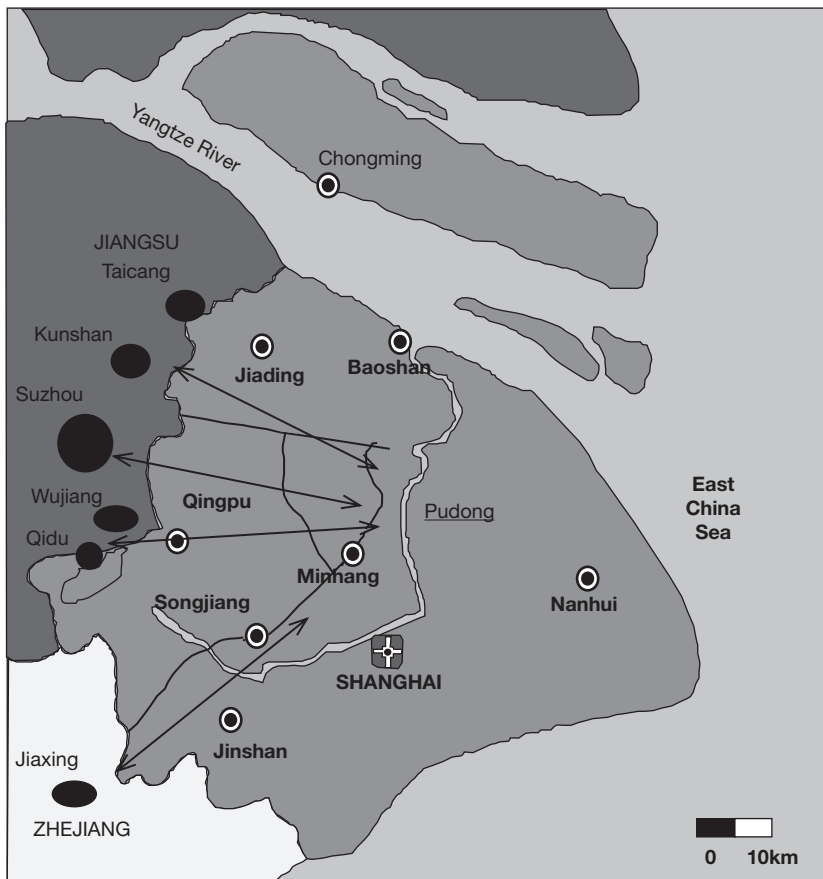 Yangtze River
Chongming
JIANGSU
Taicang
Kunshan
Jiading
Baoshan
Suzhou
Wujiang
Qingpu
Pudong
East
China
Sea
Qidu
Minhang
Songjiang
Nanhui
SHANGHAI
Jinshan
Jiaxing
ZHEJIANG
0 10km